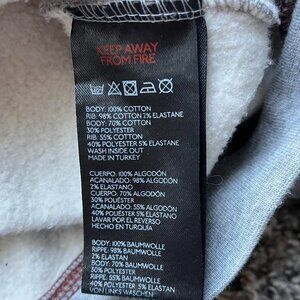 KEEP AWAY
FROM FIRE
BODY: 100% COTTON
RIB: 98% COTTON 2% ELASTANE
BODY: 70% COTTON
30% POLYESTER
RIB: 55% COTTON
40% POLYESTER 5% ELASTANE
WASH INSIDE OUT
MADE IN TURKEY
CUERPO: 100% ALGODÓN
ACANALADO: 98% ALGODÓN
2% ELASTANO
CUERPO: 70% ALGODÓN
30% POLIÉSTER
ACANALADO: 55% ALGODÓN
40% POLIÉSTER 5% ELASTANO
LAVAR POR EL REVERSO
HECHO EN TURQUÍA
BODY: 100% BAUMWOLLE
RIPPE: 98% BAUMWOLLE
2% ELASTAN
BODY: 70% BAUMWOLLE
30% POLYESTER
RIPPE: 55% BAUMWOLLE
40% POLYESTER 5% ELASTAN
VON LINKS WASCHEN